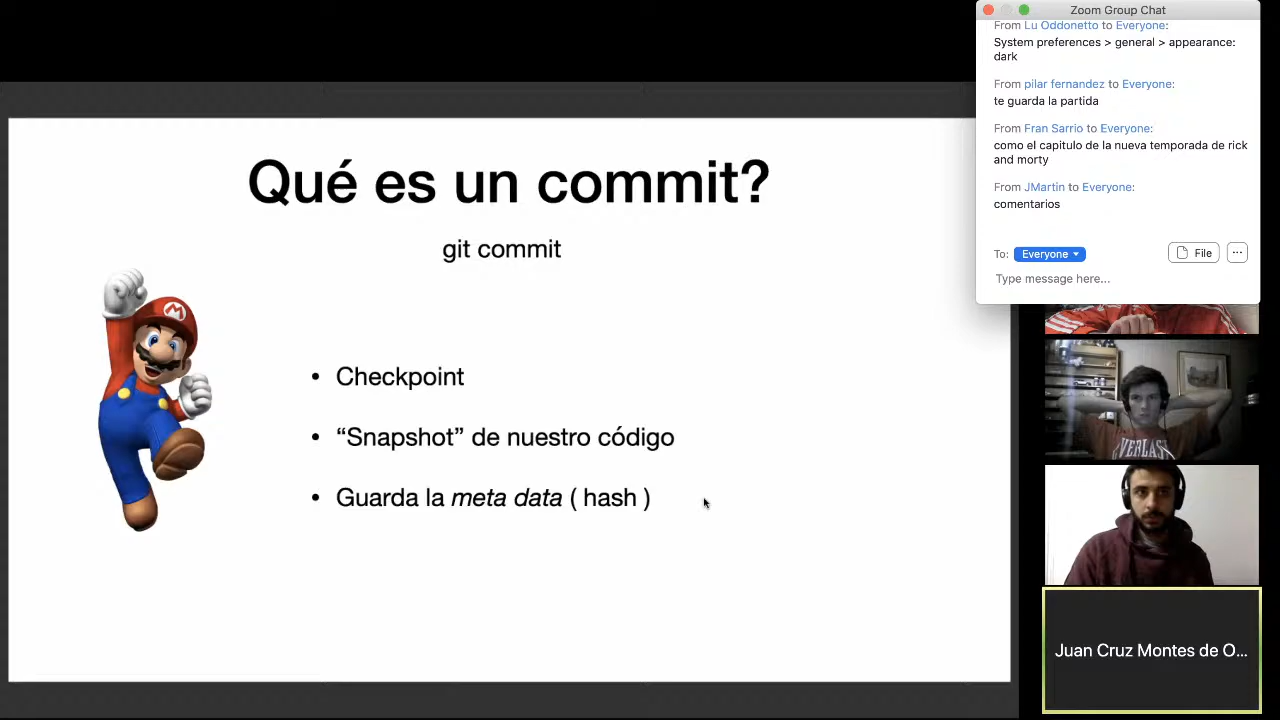 Qué es un commit?
git commit
• Checkpoint
• “Snapshot” de nuestro código
• Guarda la meta data ( hash )
Zoom Group Chat
From Lu Oddonetto to Everyone:
System preferences > general > appearance:
dark
From pilar fernandez to Everyone:
te guarda la partida
From Fran Sarrio to Everyone:
como el capitulo de la nueva temporada de rick
and morty
From JMartin to Everyone:
comentarios
To: Everyone
File
Type message here...
EVERLAST
Juan Cruz Montes de O...